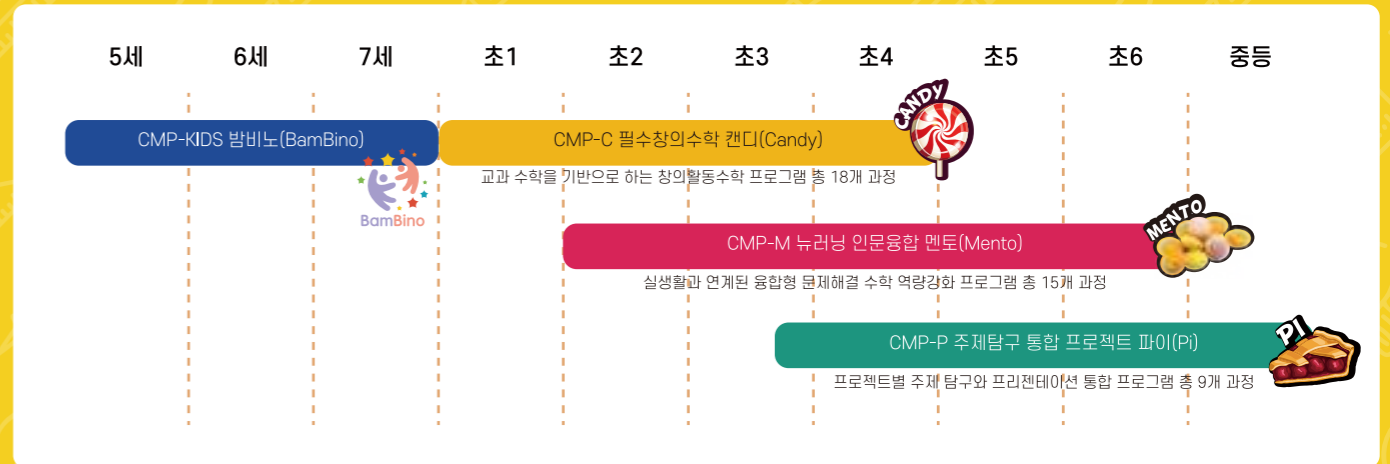 5세 6세 7세 초1 초2 초3 초4 초5 초6 중등
CMP-KIDS 밤비노(BamBino)
BamBino
CMP-C 필수창의수학 캔디(Candy)
CANDY
교과 수학을 기반으로 하는 창의활동수학 프로그램 총 18개 과정
CMP-M 뉴러닝 인문융합 멘토(Mento)
MENTO
실생활과 연계된 융합형 문제해결 수학 역량강화 프로그램 총 15개 과정
CMP-P 주제탐구 통합 프로젝트 파이(Pi)
PI
프로젝트별 주제 탐구와 프리젠테이션 통합 프로그램 총 9개 과정